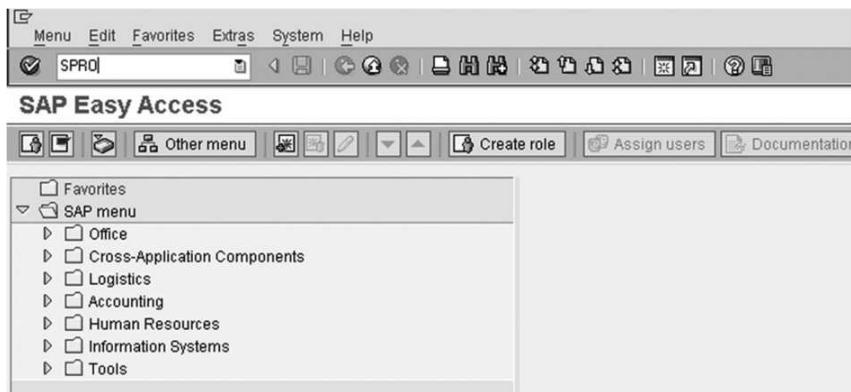 Menu Edit Favorites Extras System Help
SPRO
SAP Easy Access
Other menu Create role Assign users Documentation
Favorites
SAP menu
Office
Cross-Application Components
Logistics
Accounting
Human Resources
Information Systems
Tools